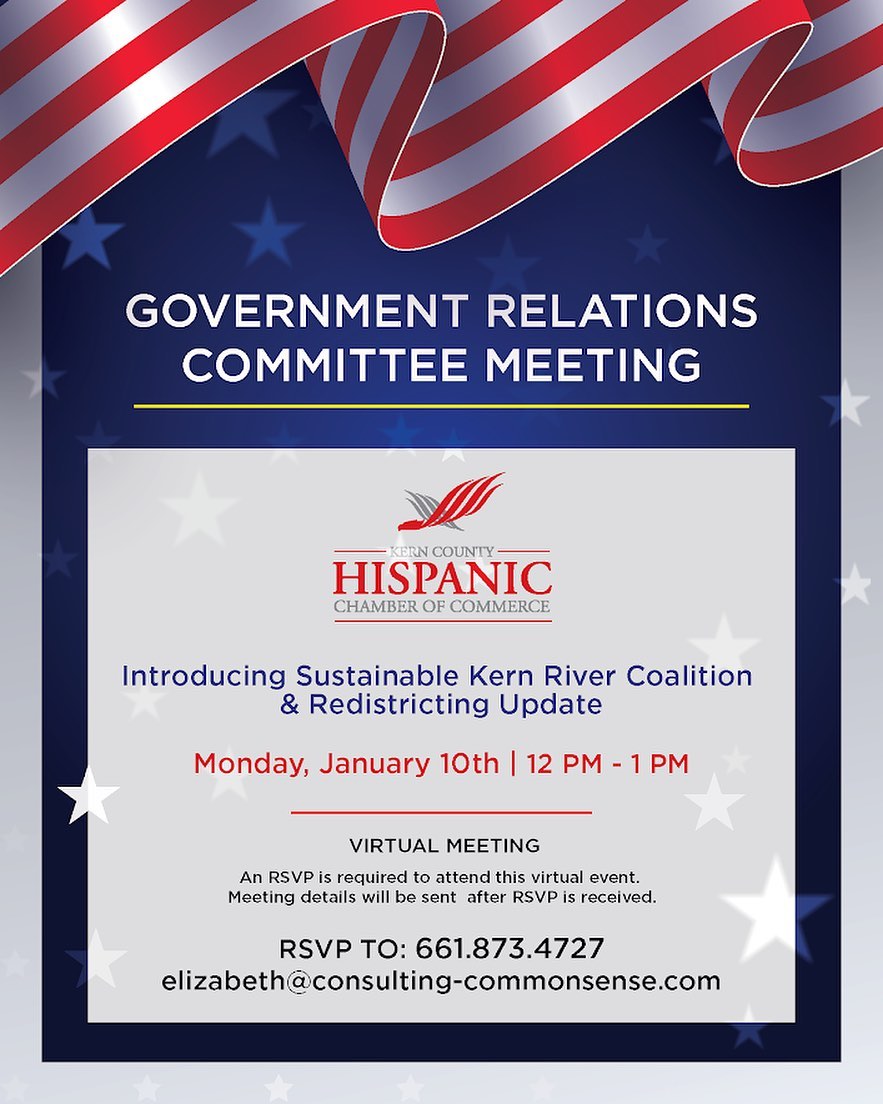 GOVERNMENT RELATIONS
COMMITTEE MEETING
KERN COUNTY
HISPANIC
CHAMBER OF COMMERCE
Introducing Sustainable Kern River Coalition
& Redistricting Update
Monday, January 10th | 12 PM - 1 PM
VIRTUAL MEETING
An RSVP is required to attend this virtual event.
Meeting details will be sent after RSVP is received.
RSVP TO: 661.873.4727
elizabeth@consulting-commonsense.com